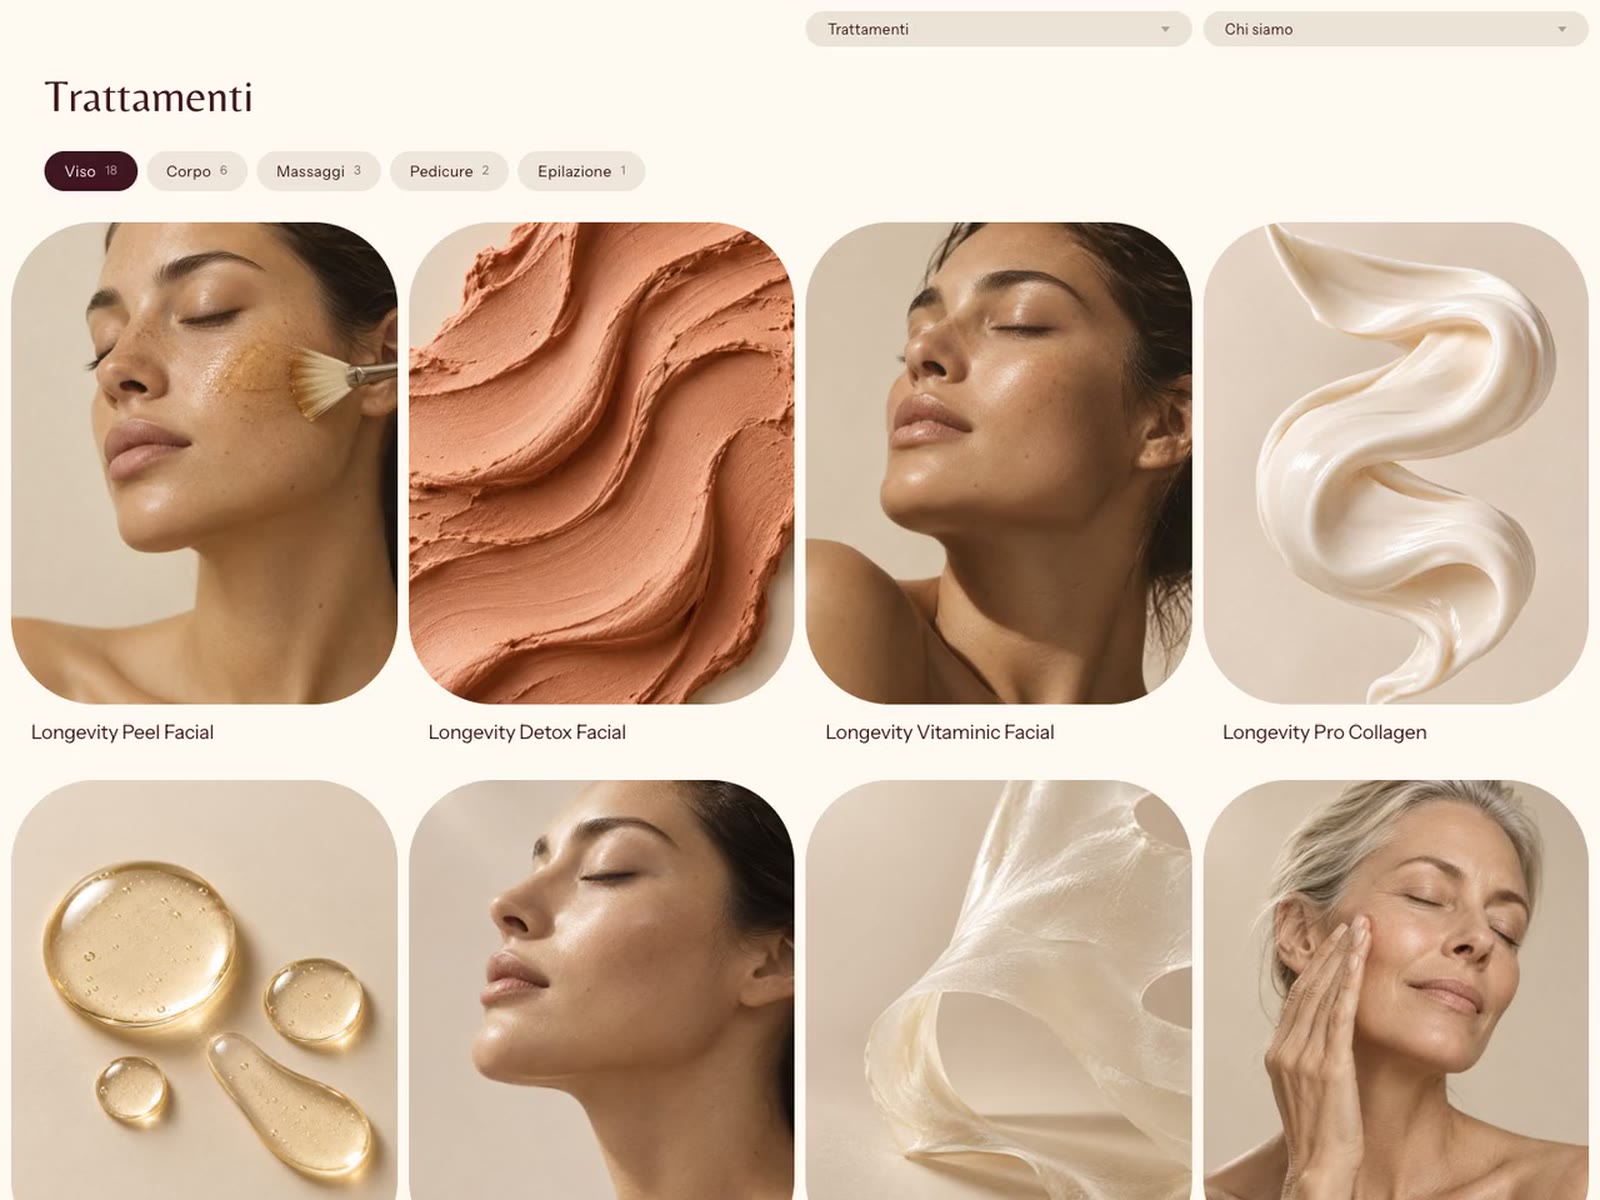 Trattamenti
Chi siamo
Trattamenti
Viso 18
Corpo 6
Massaggi 3
Pedicure 2
Epilazione 1
Longevity Peel Facial
Longevity Detox Facial
Longevity Vitaminic Facial
Longevity Pro Collagen